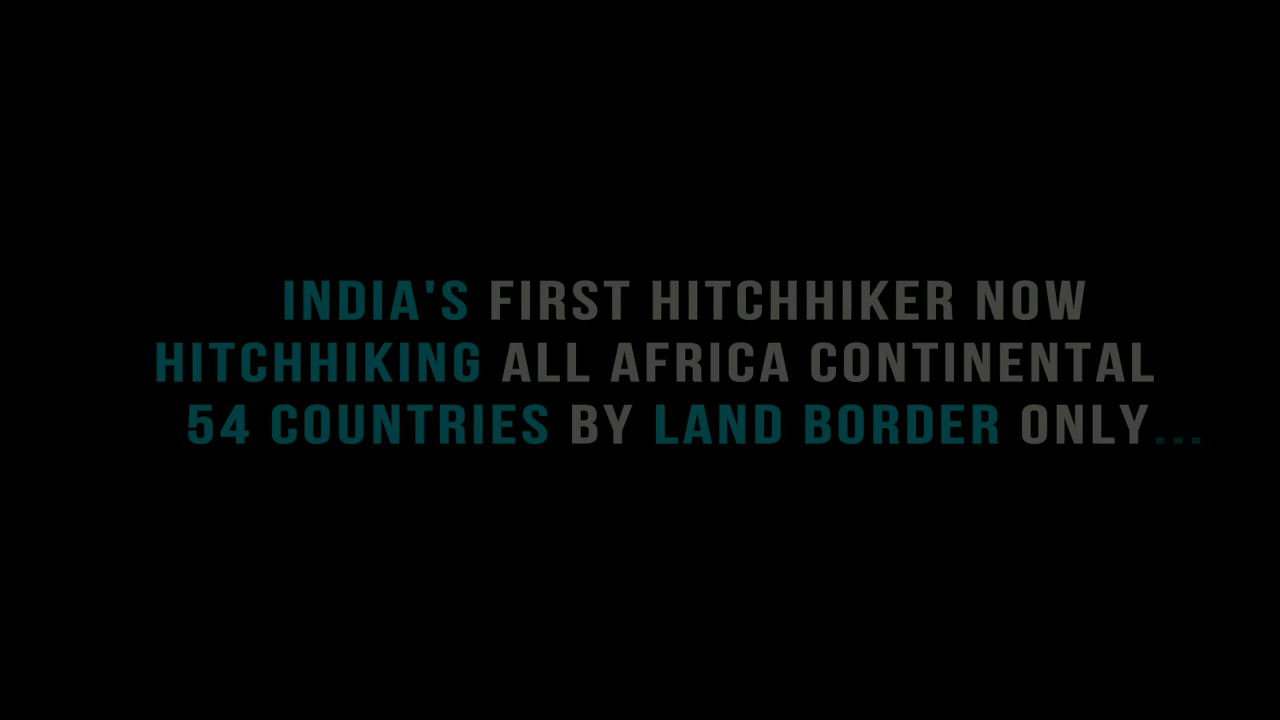 INDIA'S FIRST HITCHHIKER NOW
HITCHHIKING ALL AFRICA CONTINENTAL
54 COUNTRIES BY LAND BORDER ONLY...